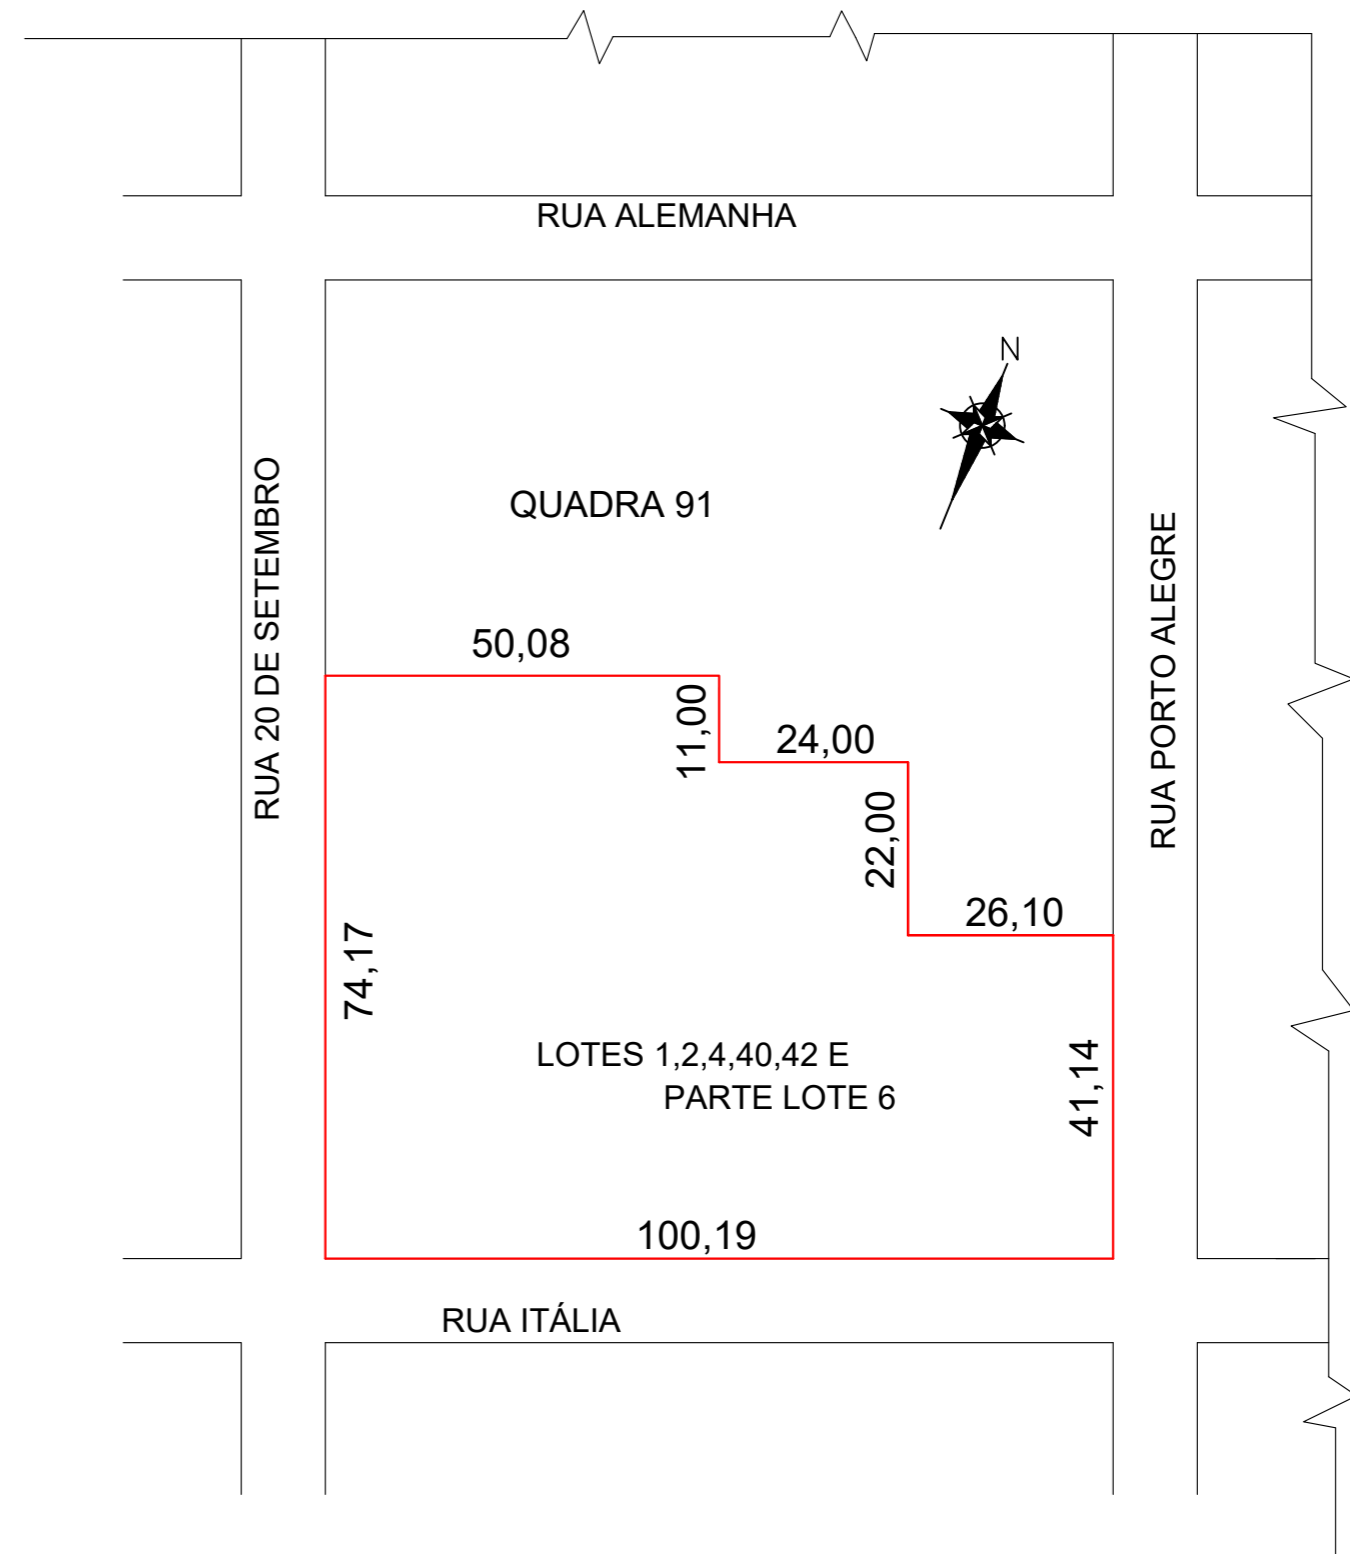 RUA ALEMANHA
N
QUADRA 91
RUA 20 DE SETEMBRO
RUA PORTO ALEGRE
50,08
11,00
24,00
22,00
26,10
74,17
LOTES 1,2,4,40,42 E
PARTE LOTE 6
41,14
100,19
RUA ITÁLIA